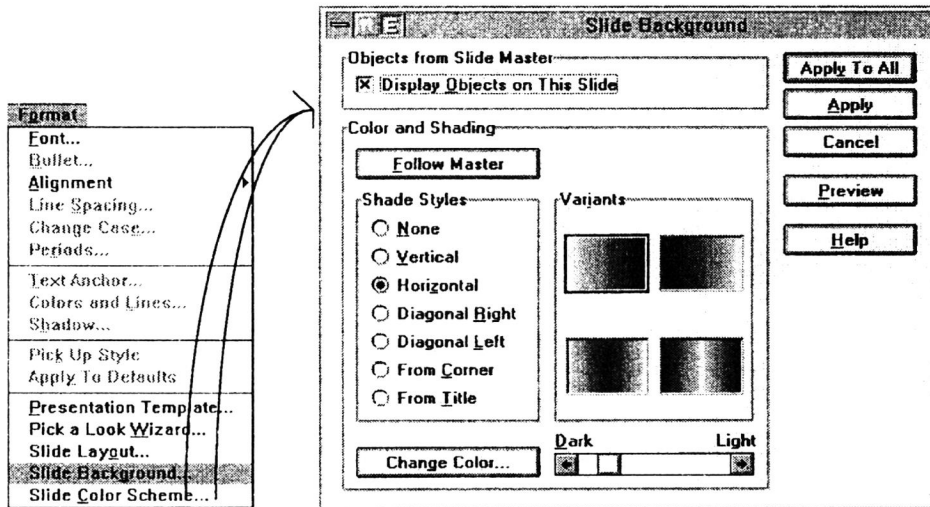 Format
Font...
Bullet...
Alignment
Line Spacing...
Change Case...
Periods...
Text Anchor...
Colors and Lines...
Shadow...
Pick Up Style
Apply To Defaults
Presentation Template...
Pick a Look Wizard...
Slide Layout...
Slide Background...
Slide Color Scheme...
Slide Background
Objects from Slide Master
Display Objects on This Slide
Color and Shading
Follow Master
Shade Styles
None
Vertical
Horizontal
Diagonal Right
Diagonal Left
From Corner
From Title
Variants
Change Color...
Dark Light
Apply To All
Apply
Cancel
Preview
Help